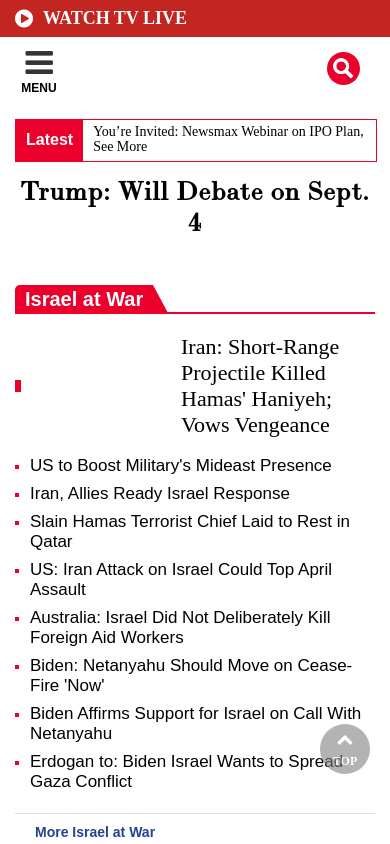 WATCH TV LIVE
MENU
Latest
You’re Invited: Newsmax Webinar on IPO Plan,
See More
Trump: Will Debate on Sept.
4
Israel at War
Iran: Short-Range
Projectile Killed
Hamas' Haniyeh;
Vows Vengeance
US to Boost Military's Mideast Presence
Iran, Allies Ready Israel Response
Slain Hamas Terrorist Chief Laid to Rest in
Qatar
US: Iran Attack on Israel Could Top April
Assault
Australia: Israel Did Not Deliberately Kill
Foreign Aid Workers
Biden: Netanyahu Should Move on Cease-
Fire 'Now'
Biden Affirms Support for Israel on Call With
Netanyahu
Erdogan to: Biden Israel Wants to Spread
Gaza Conflict
TOP
More Israel at War